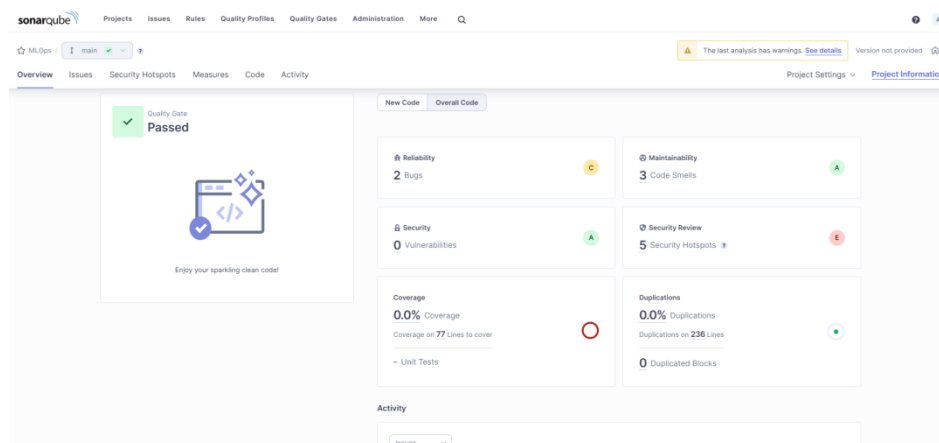 sonarqube Projects Issues Rules Quality Profiles Quality Gates Administration More
MLOps / main
The last analysis has warnings. See details Version not provided
Overview Issues Security Hotspots Measures Code Activity Project Settings Project Informatio
Quality Gate
Passed
Enjoy your sparkling clean code!
New Code Overall Code
Reliability
2 Bugs
C
Maintainability
3 Code Smells
A
Security
0 Vulnerabilities
A
Security Review
5 Security Hotspots ?
E
Coverage
0.0% Coverage
Coverage on 77 Lines to cover
– Unit Tests
Duplications
0.0% Duplications
Duplications on 236 Lines
0 Duplicated Blocks
Activity
Issues